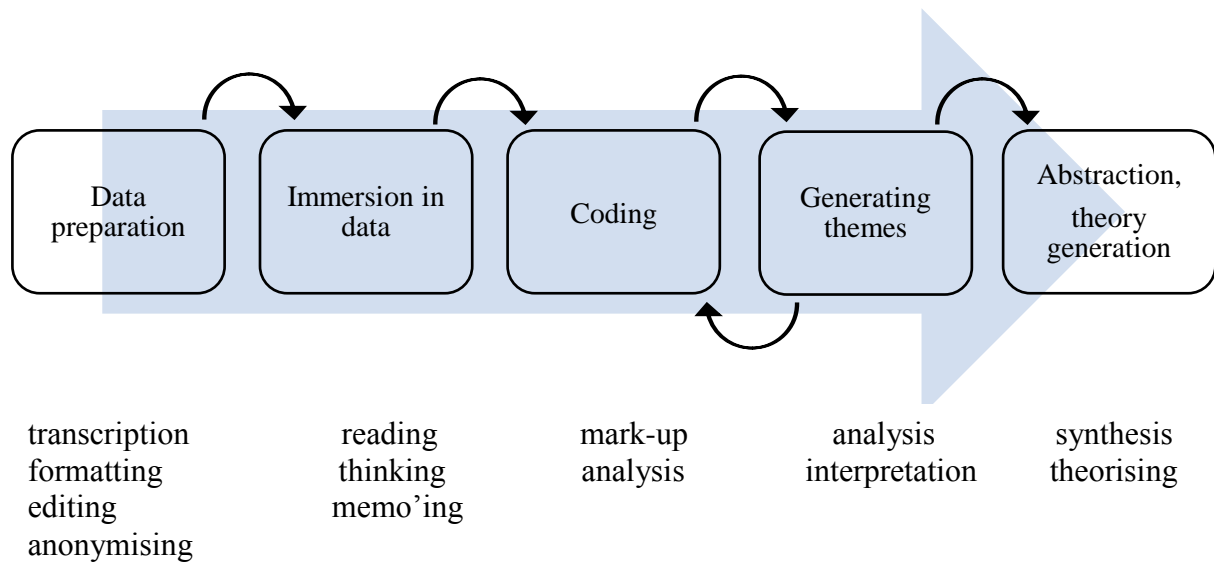 Data
preparation
Immersion in
data
Coding
Generating
themes
Abstraction,
theory
generation
transcription
formatting
editing
anonymising
reading
thinking
memo’ing
mark-up
analysis
analysis
interpretation
synthesis
theorising